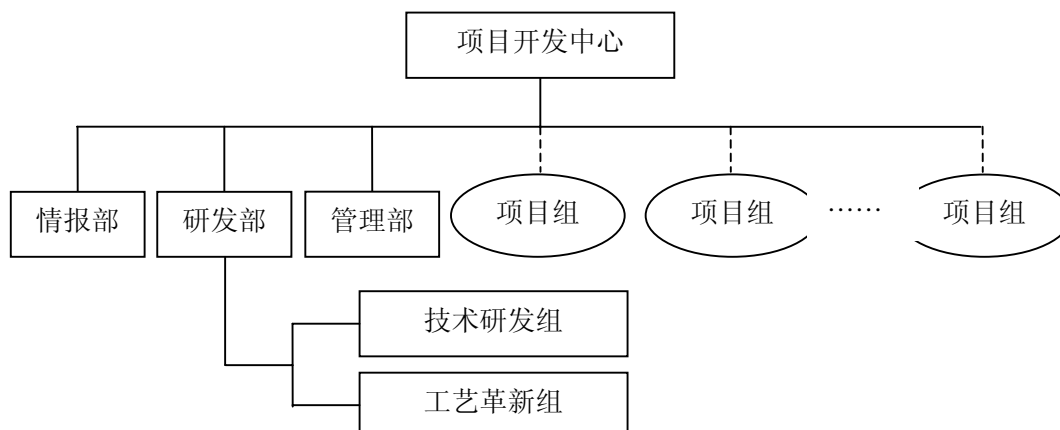 项目开发中心
情报部
研发部
管理部
项目组
项目组
……
项目组
技术研发组
工艺革新组